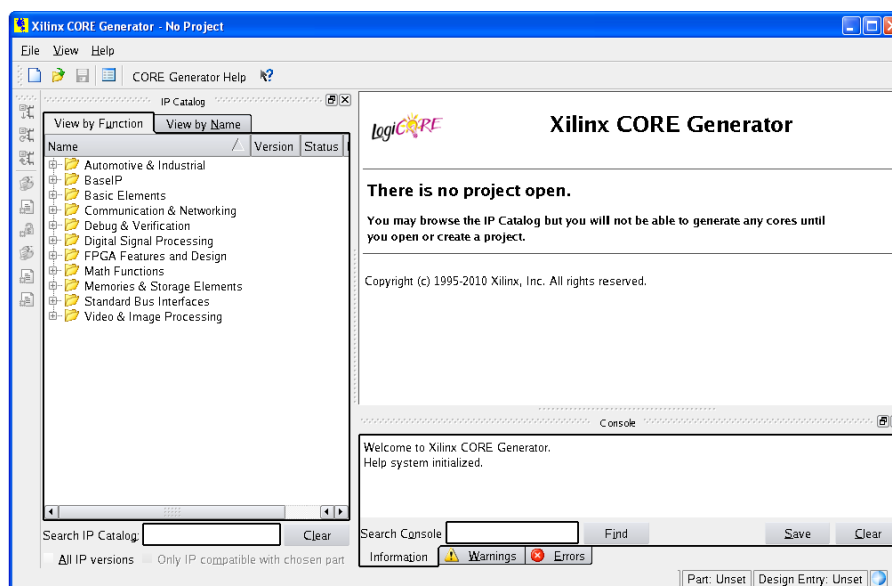 Xilinx CORE Generator - No Project
File View Help
CORE Generator Help
IP Catalog
View by Function View by Name
Name Version Status
Automotive & Industrial
BaseIP
Basic Elements
Communication & Networking
Debug & Verification
Digital Signal Processing
FPGA Features and Design
Math Functions
Memories & Storage Elements
Standard Bus Interfaces
Video & Image Processing
Search IP Catalog: Clear
All IP versions Only IP compatible with chosen part
LogiCORE Xilinx CORE Generator
There is no project open.
You may browse the IP Catalog but you will not be able to generate any cores until
you open or create a project.
Copyright (c) 1995-2010 Xilinx, Inc. All rights reserved.
Console
Welcome to Xilinx CORE Generator.
Help system initialized.
Search Console Find Save Clear
Information Warnings Errors
Part: Unset Design Entry: Unset